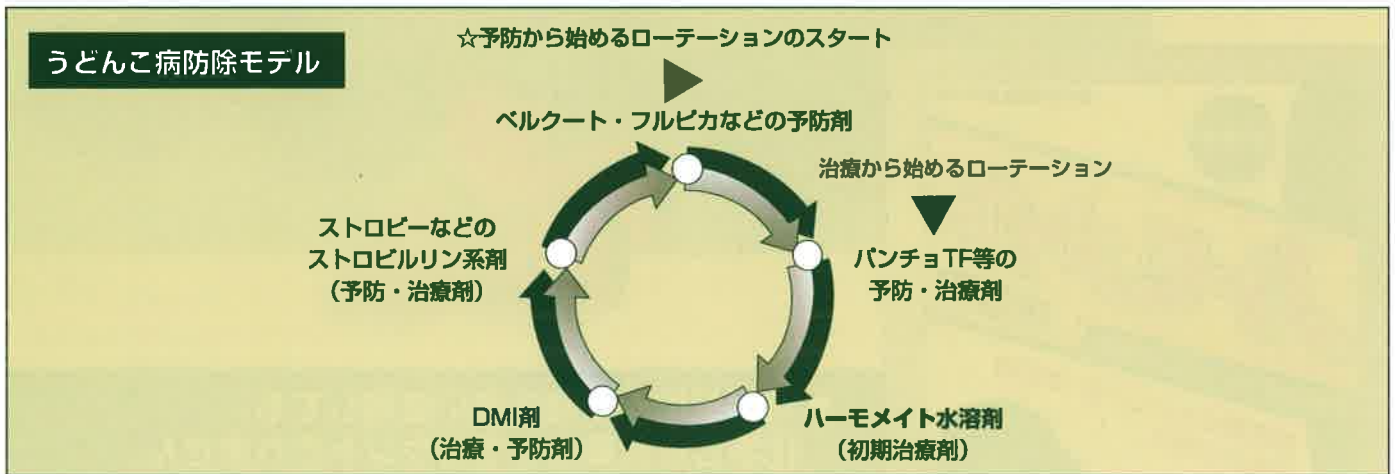 うどんこ病防除モデル
☆予防から始めるローテーションのスタート
ベルクート・フルピカなどの予防剤
治療から始めるローテーション
パンチョTF等の
予防・治療剤
ハーモメイト水溶剤
（初期治療剤）
DMI剤
（治療・予防剤）
ストロビーなどの
ストロビルリン系剤
（予防・治療剤）